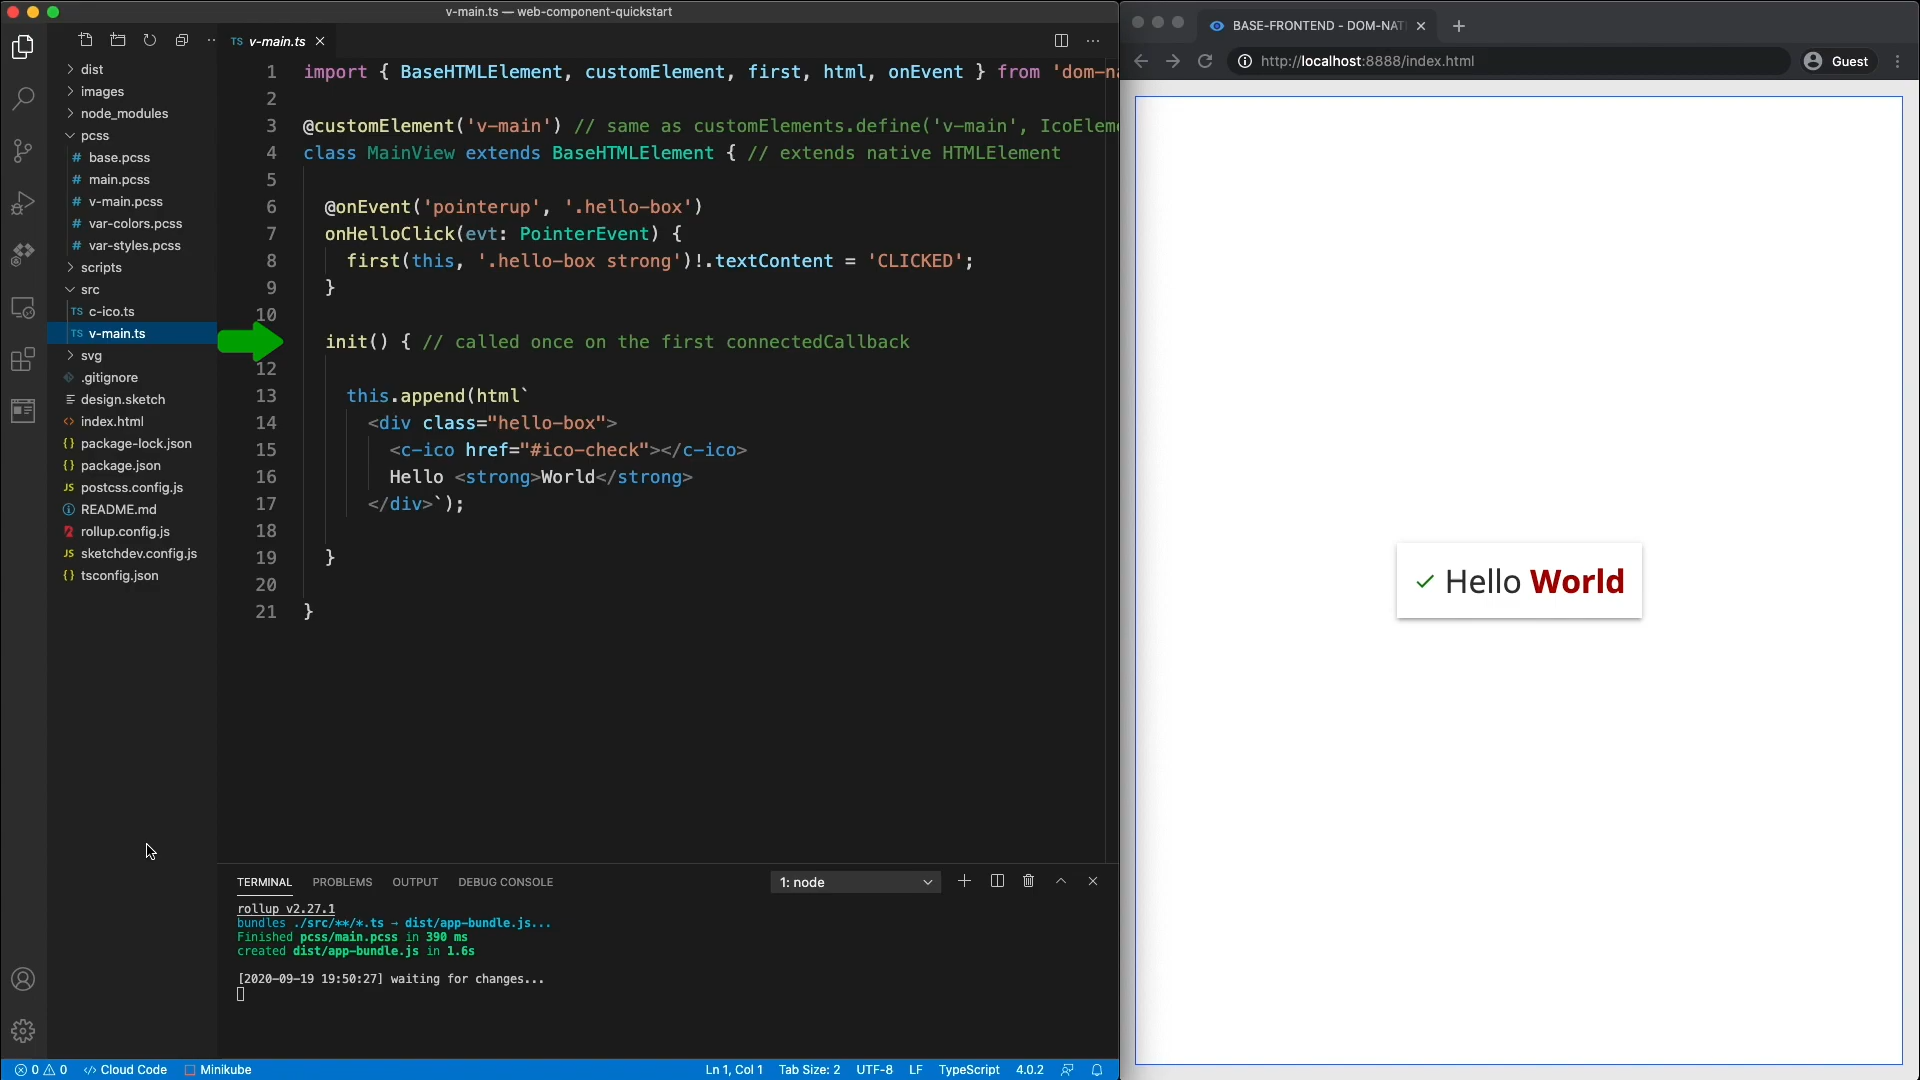 v-main.ts — web-component-quickstart
dist
images
node_modules
pcss
# base.pcss
# main.pcss
# v-main.pcss
# var-colors.pcss
# var-styles.pcss
scripts
src
TS c-ico.ts
TS v-main.ts
svg
.gitignore
design.sketch
<> index.html
{} package-lock.json
{} package.json
JS postcss.config.js
README.md
rollup.config.js
JS sketchdev.config.js
{} tsconfig.json
TS v-main.ts
1 import { BaseHTMLElement, customElement, first, html, onEvent } from 'dom-na
2
3 @customElement('v-main') // same as customElements.define('v-main', IcoEleme
4 class MainView extends BaseHTMLElement { // extends native HTMLElement
5
6 @onEvent('pointerup', '.hello-box')
7 onHelloClick(evt: PointerEvent) {
8 first(this, '.hello-box strong')!.textContent = 'CLICKED';
9 }
10
init() { // called once on the first connectedCallback
12
13 this.append(html`
14 <div class="hello-box">
15 <c-ico href="#ico-check"></c-ico>
16 Hello <strong>World</strong>
17 </div>`);
18
19 }
20
21 }
TERMINAL PROBLEMS OUTPUT DEBUG CONSOLE 1: node
rollup v2.27.1
bundles ./src/**/*.ts → dist/app-bundle.js...
Finished pcss/main.pcss in 390 ms
created dist/app-bundle.js in 1.6s
[2020-09-19 19:50:27] waiting for changes...
0 0 Cloud Code Minikube Ln 1, Col 1 Tab Size: 2 UTF-8 LF TypeScript 4.0.2
BASE-FRONTEND - DOM-NATI
http://localhost:8888/index.html Guest
Hello World